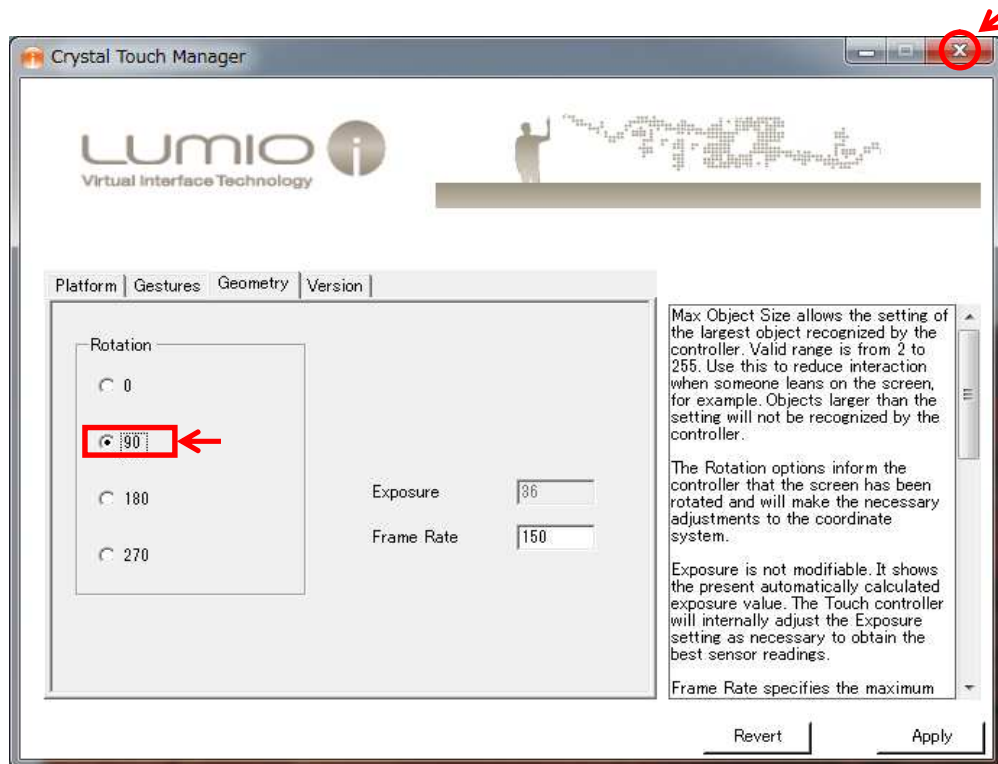 Crystal Touch Manager
LUMIO i
Virtual Interface Technology
Platform Gestures Geometry Version
Rotation
0
90
180
270
Exposure 36
Frame Rate 150
Max Object Size allows the setting of
the largest object recognized by the
controller. Valid range is from 2 to
255. Use this to reduce interaction
when someone leans on the screen,
for example. Objects larger than the
setting will not be recognized by the
controller.
The Rotation options inform the
controller that the screen has been
rotated and will make the necessary
adjustments to the coordinate
system.
Exposure is not modifiable. It shows
the present automatically calculated
exposure value. The Touch controller
will internally adjust the Exposure
setting as necessary to obtain the
best sensor readings.
Frame Rate specifies the maximum
Revert Apply